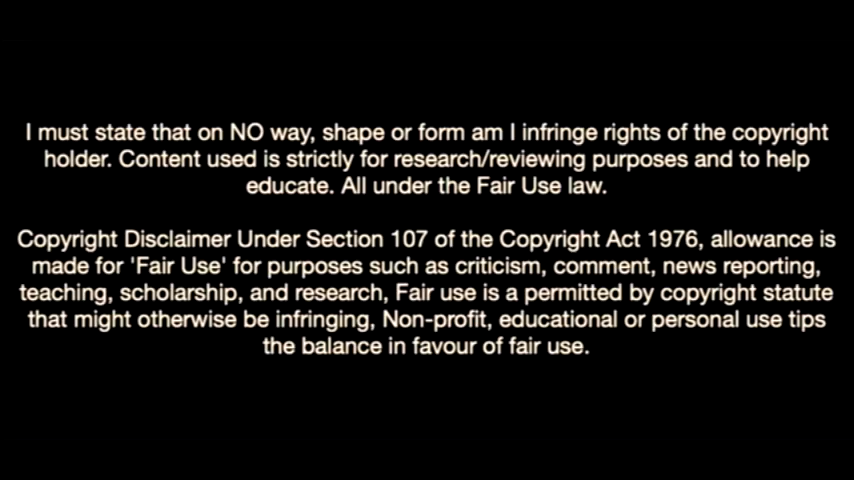 I must state that on NO way, shape or form am I infringe rights of the copyright
holder. Content used is strictly for research/reviewing purposes and to help
educate. All under the Fair Use law.
Copyright Disclaimer Under Section 107 of the Copyright Act 1976, allowance is
made for 'Fair Use' for purposes such as criticism, comment, news reporting,
teaching, scholarship, and research, Fair use is a permitted by copyright statute
that might otherwise be infringing, Non-profit, educational or personal use tips
the balance in favour of fair use.